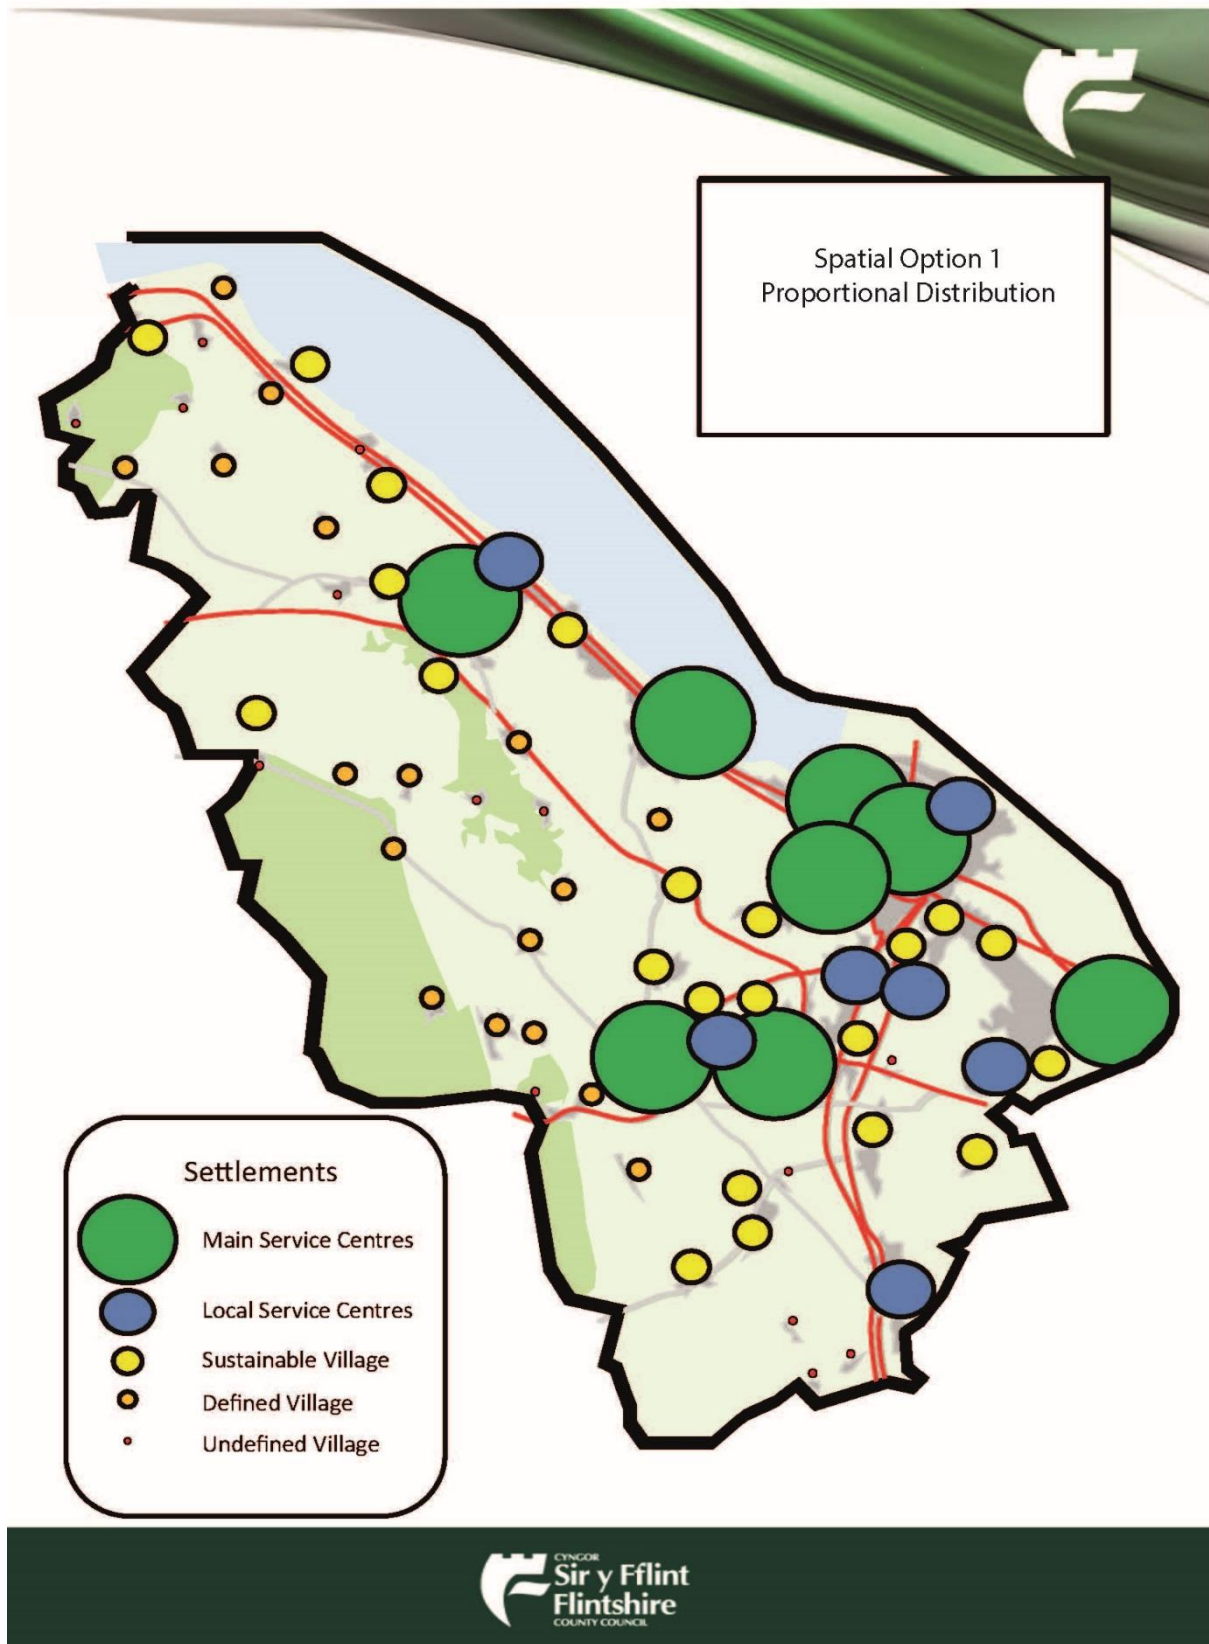 Spatial Option 1
Proportional Distribution
Settlements
Main Service Centres
Local Service Centres
Sustainable Village
Defined Village
Undefined Village
CYNGOR
Sir y Fflint
Flintshire
COUNTY COUNCIL